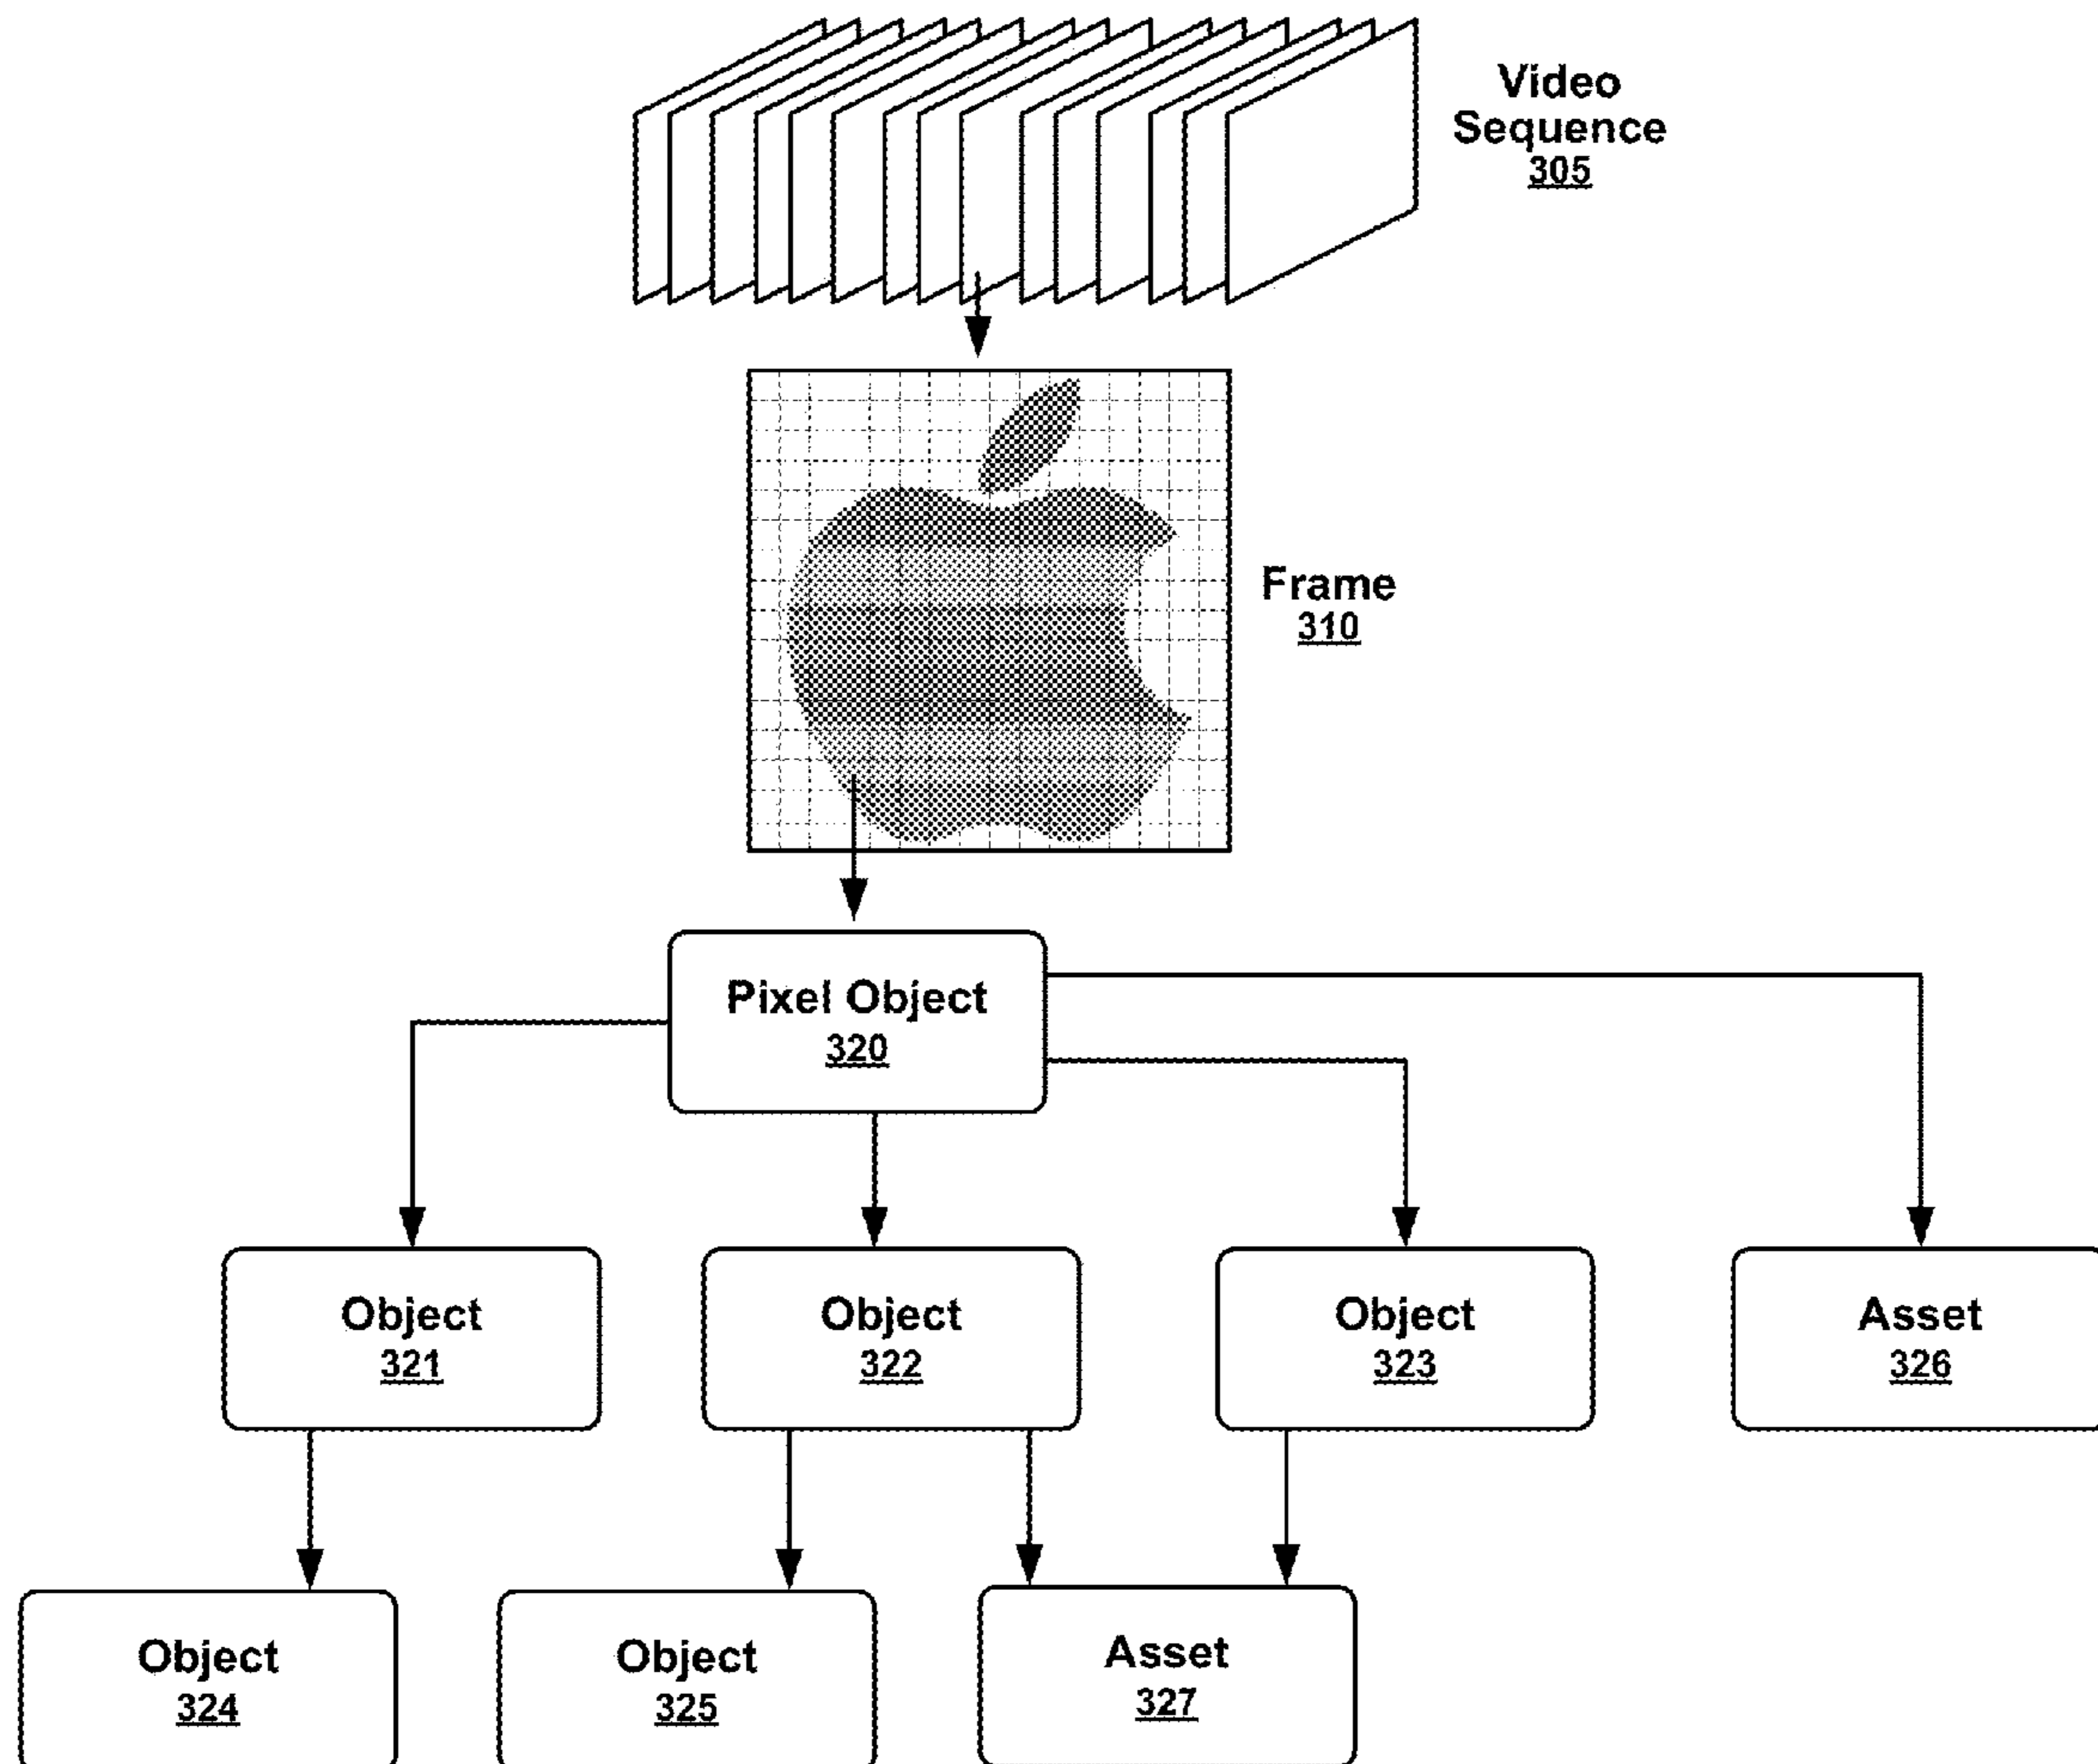 Video
Sequence
305
Frame
310
Pixel Object
320
Object
321
Object
322
Object
323
Asset
326
Object
324
Object
325
Asset
327